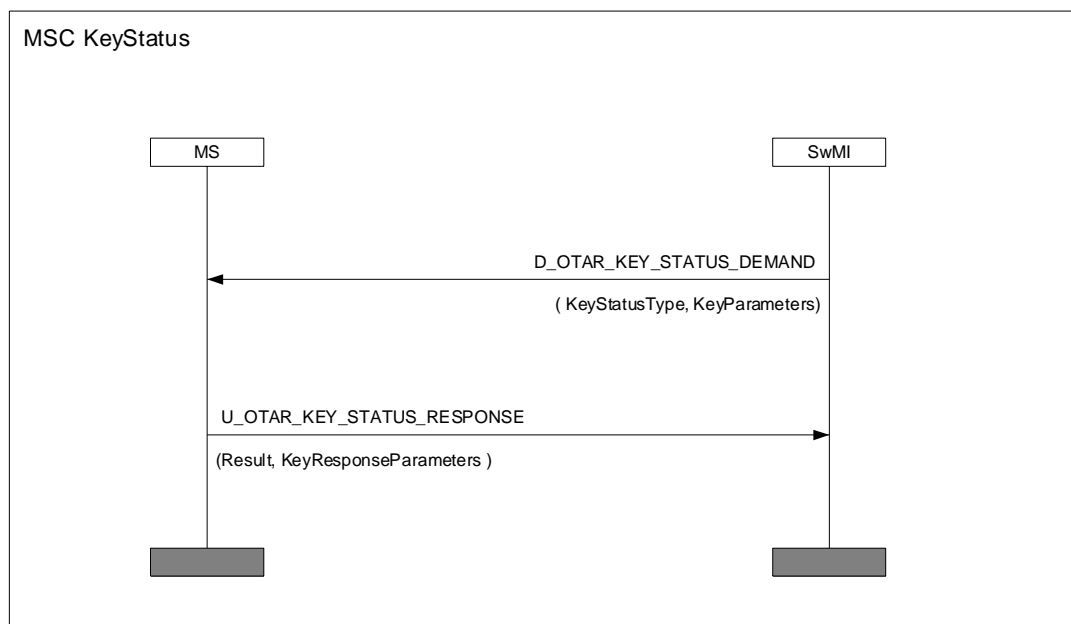 MSC KeyStatus
MS
SwMI
D_OTAR_KEY_STATUS_DEMAND
( KeyStatusType, KeyParameters)
U_OTAR_KEY_STATUS_RESPONSE
(Result, KeyResponseParameters )